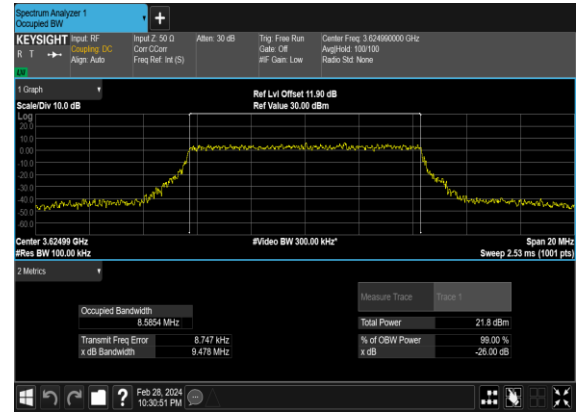 Spectrum Analyzer 1
Occupied BW
+
KEYSIGHT Input: RF Input Z: 50 Ω Atten: 30 dB Trig: Free Run Center Freq: 3.624990000 GHz
R T Coupling: DC Corr CCorr Gate: Off Avg|Hold: 100/100
Align: Auto Freq Ref: Int (S) #IF Gain: Low Radio Std: None
LW
1 Graph
Ref Lvl Offset 11.90 dB
Scale/Div 10.0 dB Ref Value 30.00 dBm
Log
20.0
10.0
0.00
-10.0
-20.0
-30.0
-40.0
-50.0
-60.0
Center 3.62499 GHz #Video BW 300.00 kHz* Span 20 MHz
#Res BW 100.00 kHz Sweep 2.53 ms (1001 pts)
2 Metrics
Measure Trace Trace 1
Occupied Bandwidth
8.5854 MHz Total Power 21.8 dBm
Transmit Freq Error 8.747 kHz % of OBW Power 99.00 %
x dB Bandwidth 9.478 MHz x dB -26.00 dB
? Feb 28, 2024
10:30:51 PM